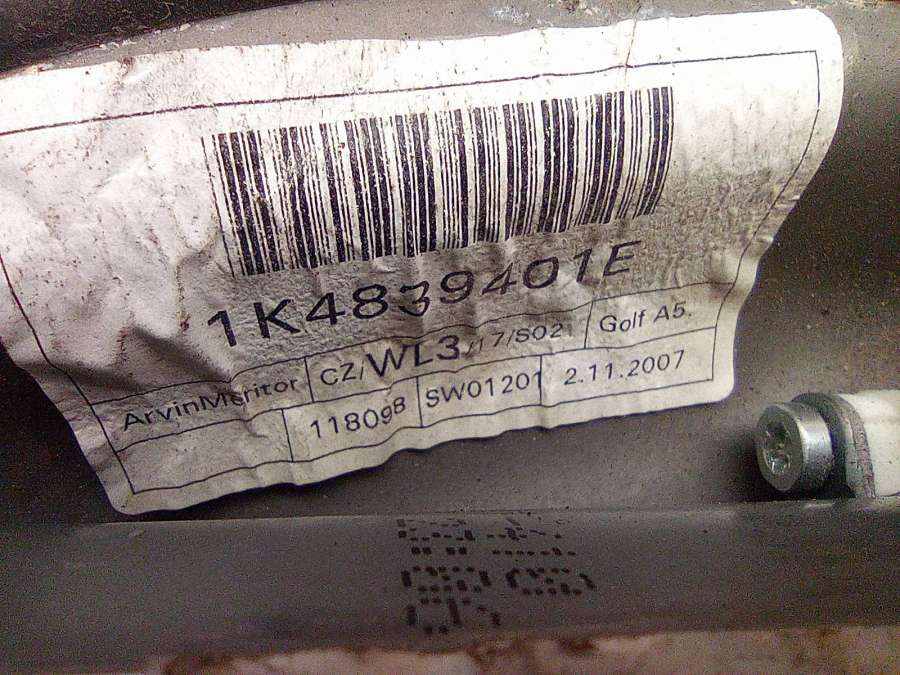 1K4839401E
ArvinMeritor CZ/WL3/17/S02 Golf A5.
118098 SW01201 2.11.2007